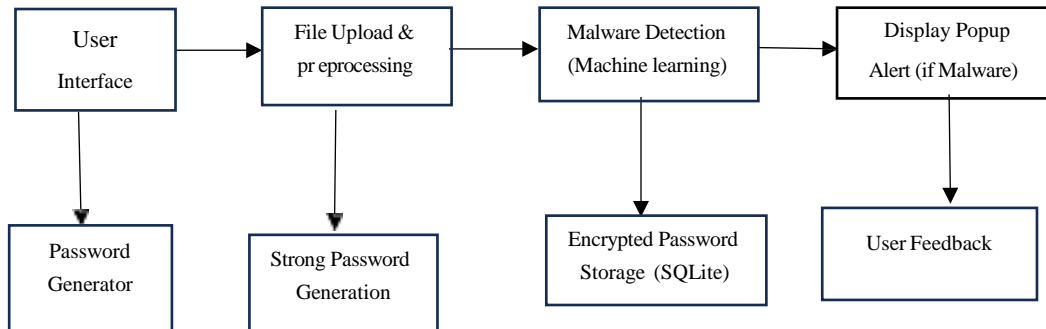 User
Interface
File Upload &
pr eprocessing
Malware Detection
(Machine learning)
Display Popup
Alert (if Malware)
Password
Generator
Strong Password
Generation
Encrypted Password
Storage (SQLite)
User Feedback